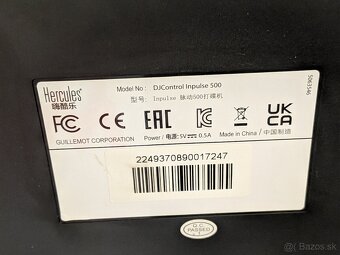 Hercules®
嗨酷乐
Model No : DJControl Inpulse 500
型号: Inpulse 脉动500打碟机
FC CE EAC UKCA
GUILLEMOT CORPORATION
Power / 电源: 5V ⎓ 0.5A
Made in China / 中国制造
2249370890017247
5063346
Q.C
PASSED
Bazos.sk